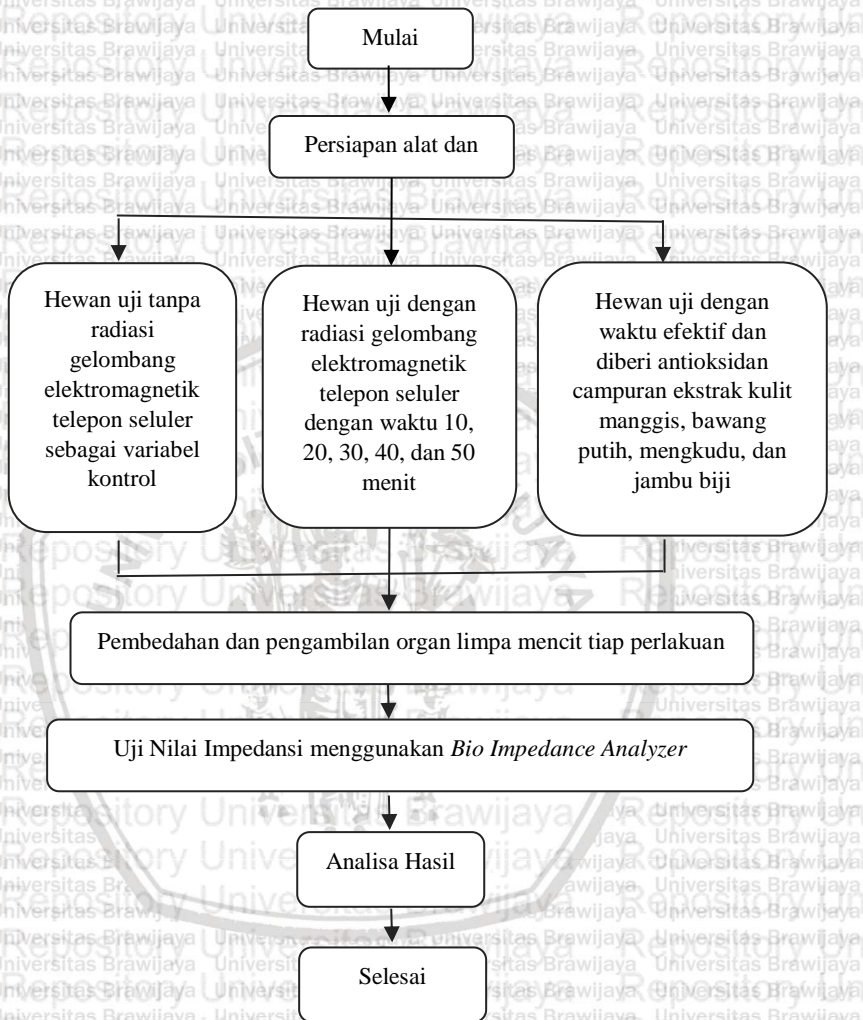 Mulai
Persiapan alat dan
Hewan uji tanpa
radiasi
gelombang
elektromagnetik
telepon seluler
sebagai variabel
kontrol
Hewan uji dengan
radiasi gelombang
elektromagnetik
telepon seluler
dengan waktu 10,
20, 30, 40, dan 50
menit
Hewan uji dengan
waktu efektif dan
diberi antioksidan
campuran ekstrak kulit
manggis, bawang
putih, mengkudu, dan
jambu biji
Pembedahan dan pengambilan organ limpa mencit tiap perlakuan
Uji Nilai Impedansi menggunakan Bio Impedance Analyzer
Analisa Hasil
Selesai